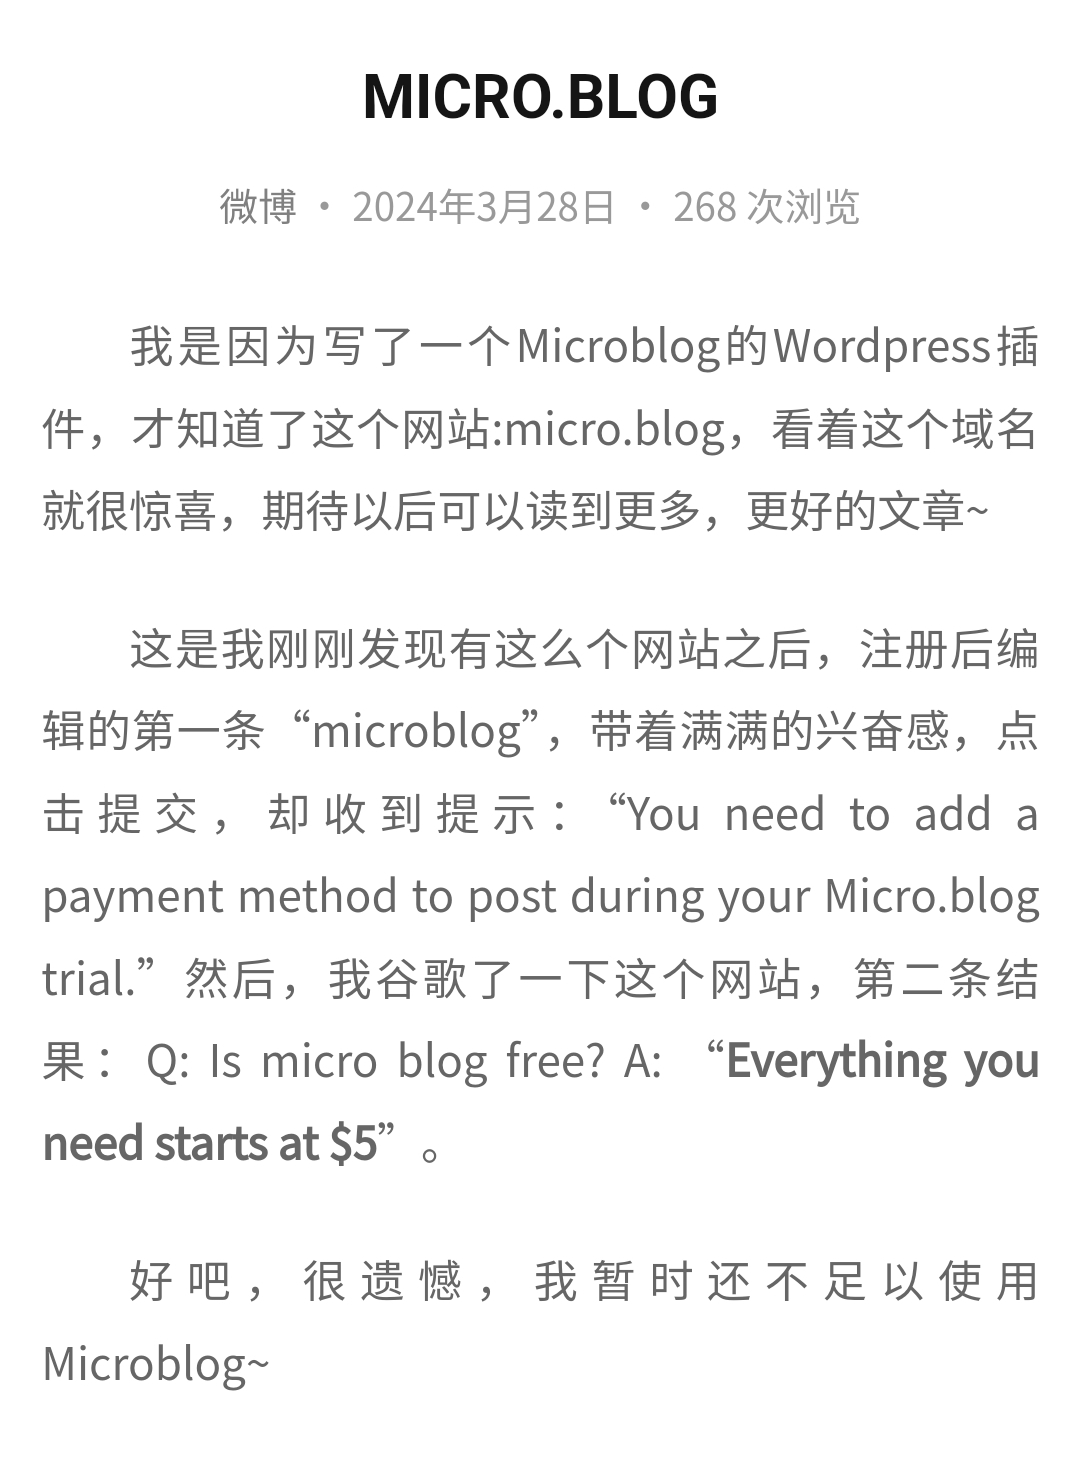 MICRO.BLOG
微博 · 2024年3月28日 · 268 次浏览
我是因为写了一个Microblog的Wordpress插
件，才知道了这个网站:micro.blog，看着这个域名
就很惊喜，期待以后可以读到更多，更好的文章~
这是我刚刚发现有这么个网站之后，注册后编
辑的第一条“microblog”，带着满满的兴奋感，点
击提交，却收到提示：“You need to add a
payment method to post during your Micro.blog
trial.”然后，我谷歌了一下这个网站，第二条结
果：Q: Is micro blog free? A: “Everything you
need starts at $5”。
好吧，很遗憾，我暂时还不足以使用
Microblog~